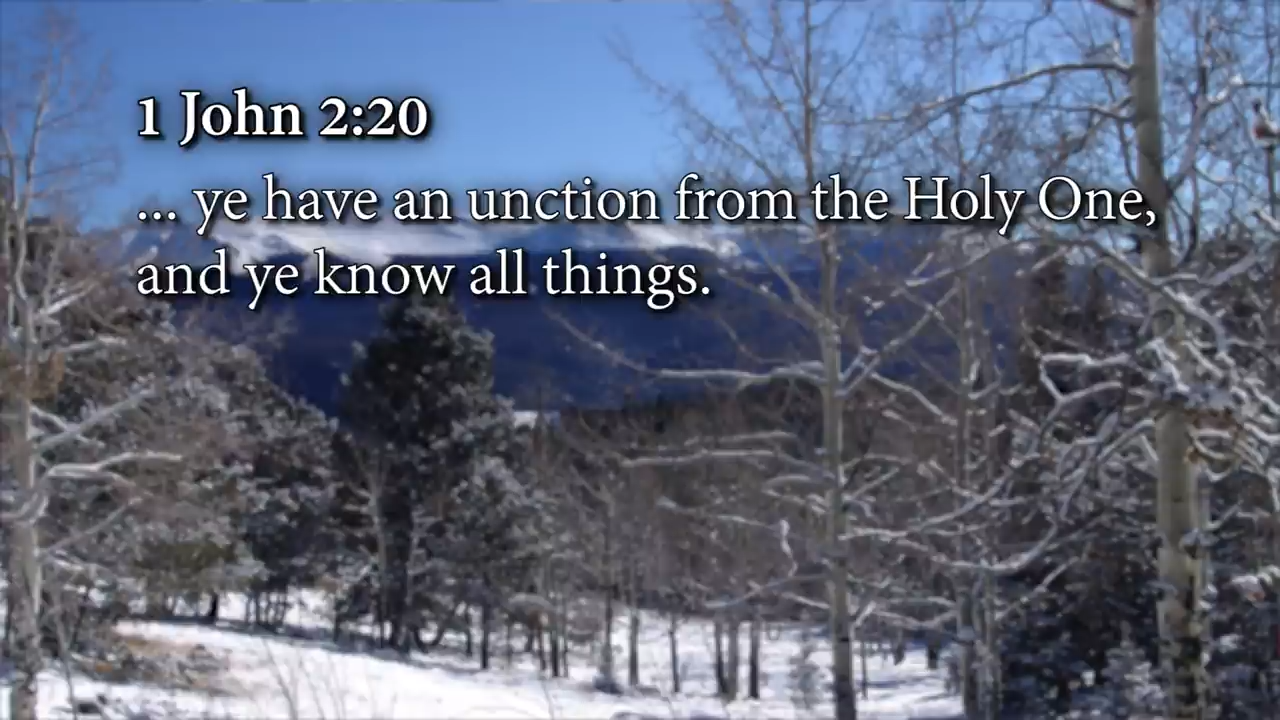 1 John 2:20
... ye have an unction from the Holy One,
and ye know all things.